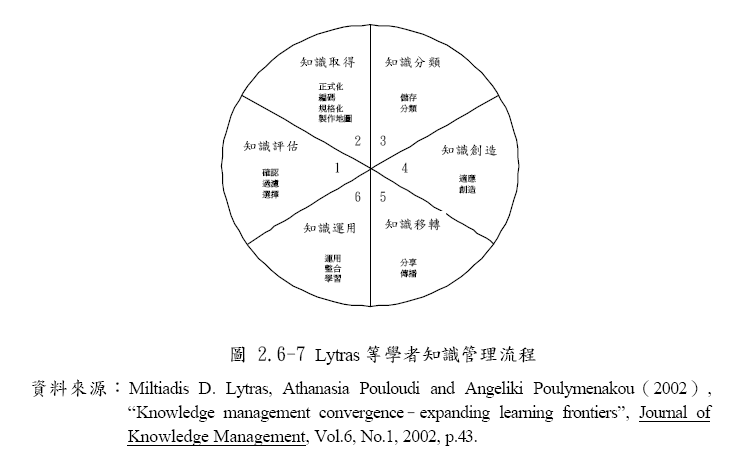 知識取得
正式化
編碼
規格化
製作地圖
2
知識分類
儲存
分類
3
知識評估
確認
過濾
選擇
1
知識創造
適應
創造
4
6
知識運用
運用
整合
學習
5
知識移轉
分享
傳播
圖 2.6-7 Lytras 等學者知識管理流程
資料來源：Miltiadis D. Lytras, Athanasia Pouloudi and Angeliki Poulymenakou（2002）,
“Knowledge management convergence－expanding learning frontiers”, Journal of
Knowledge Management, Vol.6, No.1, 2002, p.43.